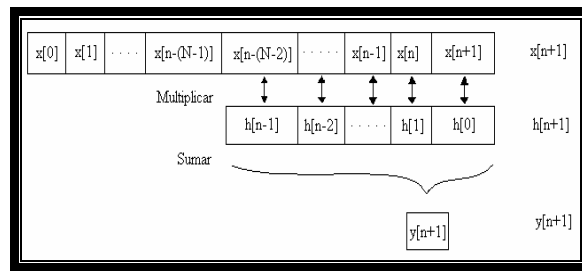 x[0] x[1] ..... x[n-(N-1)] x[n-(N-2)] ...... x[n-1] x[n] x[n+1] x[n+1]
Multiplicar
h[n-1] h[n-2] ..... h[1] h[0] h[n+1]
Sumar
y[n+1] y[n+1]